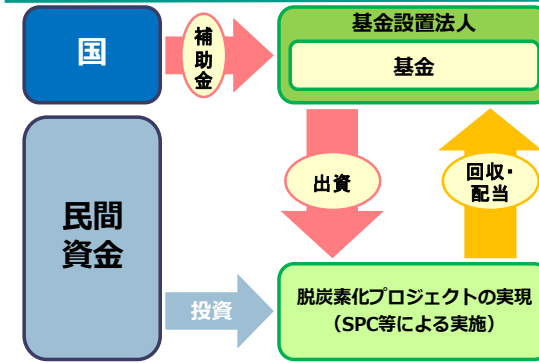 国
補
助
金
基金設置法人
基金
出資
回収・
配当
民間
資金
投資
脱炭素化プロジェクトの実現
（SPC等による実施）